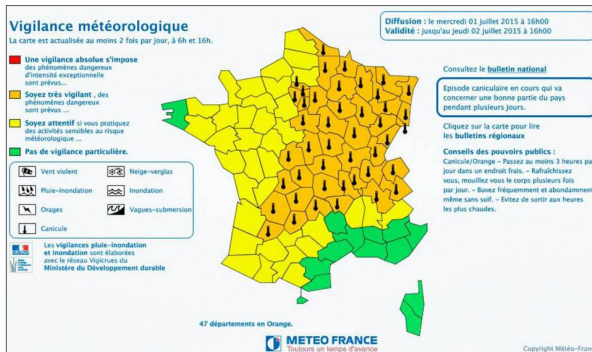 Vigilance météorologique
La carte est actualisée au moins 2 fois par jour, à 6h et 16h.
Diffusion : le mercredi 01 juillet 2015 à 16h00
Validité : jusqu'au jeudi 02 juillet 2015 à 16h00
Une vigilance absolue s'impose
des phénomènes dangereux
d'intensité exceptionnelle
sont prévus...
Soyez très vigilant, des
phénomènes dangereux
sont prévus...
Soyez attentif si vous pratiquez
des activités sensibles au risque
météorologique ...
Pas de vigilance particulière.
Vent violent
Neige-verglas
Pluie-Inondation
Inondation
Orages
Vagues-submersion
Canicule
Les vigilances pluie-inondation
et inondation sont élaborées
avec le réseau Vigicrues du
Ministère du Développement durable
Consultez le bulletin national
Episode caniculaire en cours qui va
concerner une bonne partie du pays
pendant plusieurs jours.
Cliquez sur la carte pour lire
les bulletins régionaux
Conseils des pouvoirs publics :
Canicule/Orange - Passez au moins 3 heures par
jour dans un endroit frais. - Rafraîchissez
vous, mouillez vous le corps plusieurs fois
par jour. - Buvez fréquemment et abondamment
même sans soif. - Evitez de sortir aux heures
les plus chaudes.
47 départements en Orange.
METEO FRANCE
Toujours un temps d'avance
Copyright Météo-France